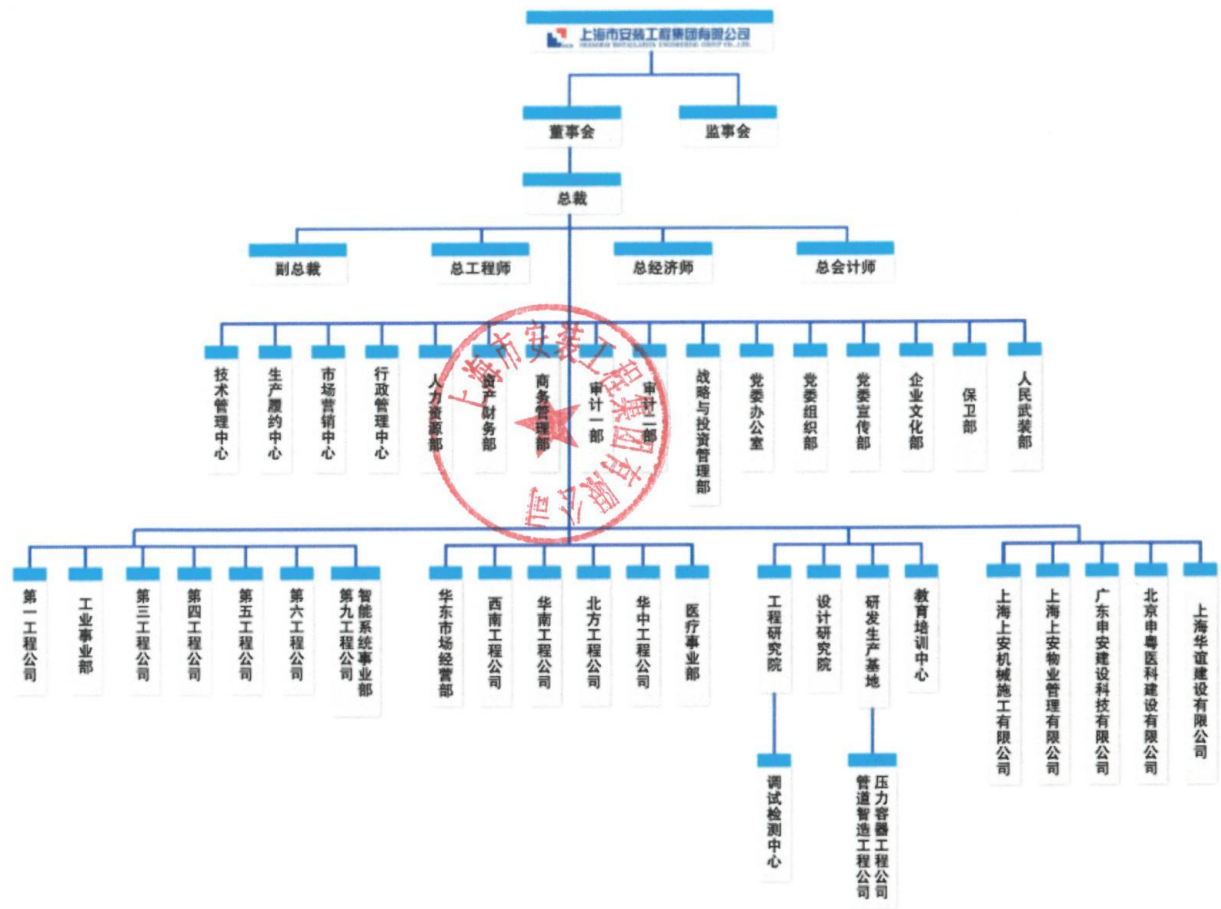 上海市安装工程集团有限公司
SHANGHAI INSTALLATION ENGINEERING GROUP CO., LTD.
董事会
监事会
总裁
副总裁
总工程师
总经济师
总会计师
技术管理中心
生产履约中心
市场营销中心
行政管理中心
人力资源部
资产财务部
商务管理部
审计一部
审计二部
战略与投资管理部
党委办公室
党委组织部
党委宣传部
企业文化部
保卫部
人民武装部
上海市安装工程集团有限公司
第一工程公司
工业事业部
第三工程公司
第四工程公司
第五工程公司
第六工程公司
智能系统事业部
第九工程公司
华东市场经营部
西南工程公司
华南工程公司
北方工程公司
华中工程公司
医疗事业部
工程研究院
设计研究院
研发生产基地
教育培训中心
上海上安机械施工有限公司
上海上安物业管理有限公司
广东申安建设科技有限公司
北京申粤医科建设有限公司
上海华谊建设有限公司
调试检测中心
压力容器工程公司
管道智造工程公司